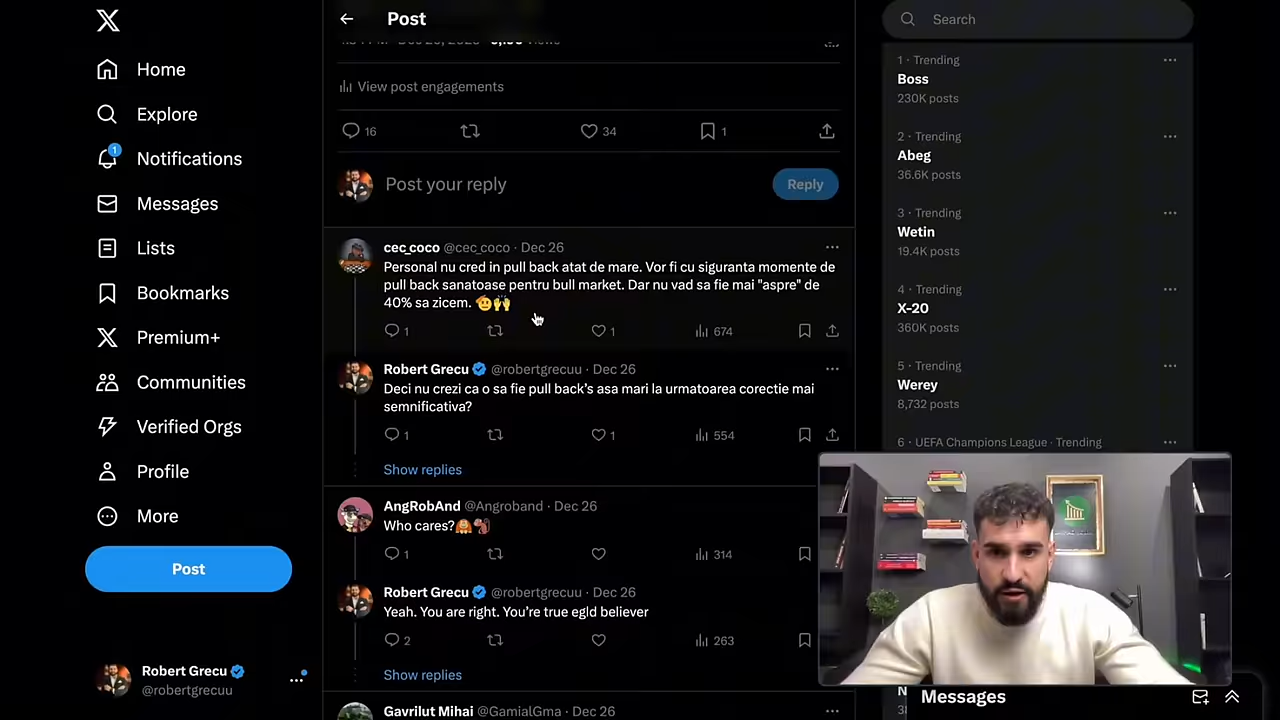 Home
Explore
1
Notifications
Messages
Lists
Bookmarks
Premium+
Communities
Verified Orgs
Profile
More
Post
Robert Grecu
@robertgrecuu
Post
View post engagements
16
34
1
Post your reply
Reply
cec_coco @cec_coco · Dec 26
Personal nu cred in pull back atat de mare. Vor fi cu siguranta momente de
pull back sanatoase pentru bull market. Dar nu vad sa fie mai "aspre" de
40% sa zicem. 🫡🙌
1
1
674
Robert Grecu @robertgrecuu · Dec 26
Deci nu crezi ca o sa fie pull back's asa mari la urmatoarea corectie mai
semnificativa?
1
1
554
Show replies
AngRobAnd @Angroband · Dec 26
Who cares?
1
314
Robert Grecu @robertgrecuu · Dec 26
Yeah. You are right. You're true egld believer
2
263
Show replies
Gavrilut Mihai @GamialGma · Dec 26
Search
1 · Trending
Boss
230K posts
2 · Trending
Abeg
36.6K posts
3 · Trending
Wetin
19.4K posts
4 · Trending
X-20
360K posts
5 · Trending
Werey
8,732 posts
6 · UEFA Champions League · Trending
Messages